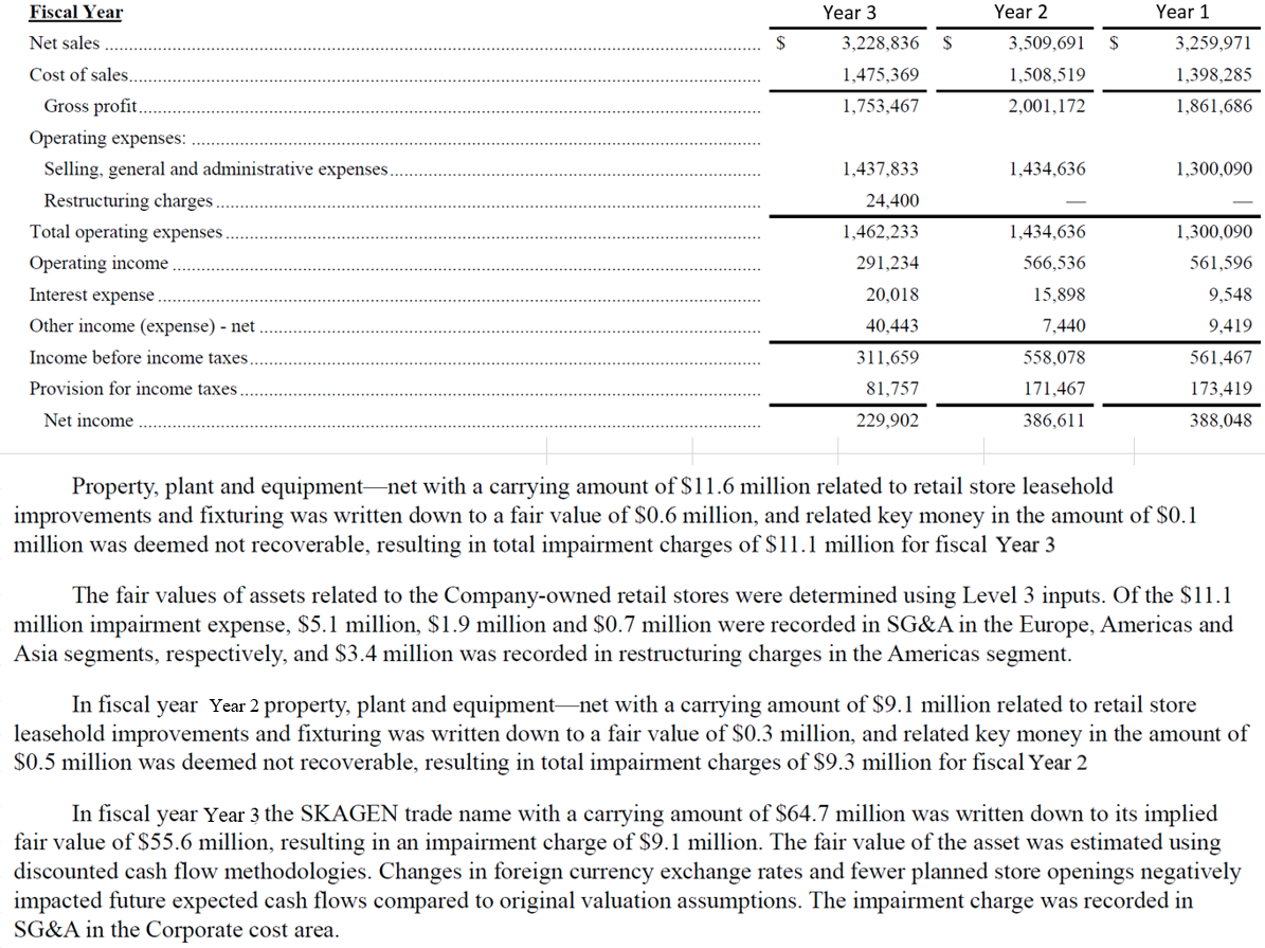 Fiscal Year Year 3 Year 2 Year 1
Net sales $ 3,228,836 $ 3,509,691 $ 3,259,971
Cost of sales 1,475,369 1,508,519 1,398,285
Gross profit 1,753,467 2,001,172 1,861,686
Operating expenses:
Selling, general and administrative expenses 1,437,833 1,434,636 1,300,090
Restructuring charges 24,400 — —
Total operating expenses 1,462,233 1,434,636 1,300,090
Operating income 291,234 566,536 561,596
Interest expense 20,018 15,898 9,548
Other income (expense) - net 40,443 7,440 9,419
Income before income taxes 311,659 558,078 561,467
Provision for income taxes 81,757 171,467 173,419
Net income 229,902 386,611 388,048
Property, plant and equipment—net with a carrying amount of $11.6 million related to retail store leasehold
improvements and fixturing was written down to a fair value of $0.6 million, and related key money in the amount of $0.1
million was deemed not recoverable, resulting in total impairment charges of $11.1 million for fiscal Year 3
The fair values of assets related to the Company-owned retail stores were determined using Level 3 inputs. Of the $11.1
million impairment expense, $5.1 million, $1.9 million and $0.7 million were recorded in SG&A in the Europe, Americas and
Asia segments, respectively, and $3.4 million was recorded in restructuring charges in the Americas segment.
In fiscal year Year 2 property, plant and equipment—net with a carrying amount of $9.1 million related to retail store
leasehold improvements and fixturing was written down to a fair value of $0.3 million, and related key money in the amount of
$0.5 million was deemed not recoverable, resulting in total impairment charges of $9.3 million for fiscal Year 2
In fiscal year Year 3 the SKAGEN trade name with a carrying amount of $64.7 million was written down to its implied
fair value of $55.6 million, resulting in an impairment charge of $9.1 million. The fair value of the asset was estimated using
discounted cash flow methodologies. Changes in foreign currency exchange rates and fewer planned store openings negatively
impacted future expected cash flows compared to original valuation assumptions. The impairment charge was recorded in
SG&A in the Corporate cost area.